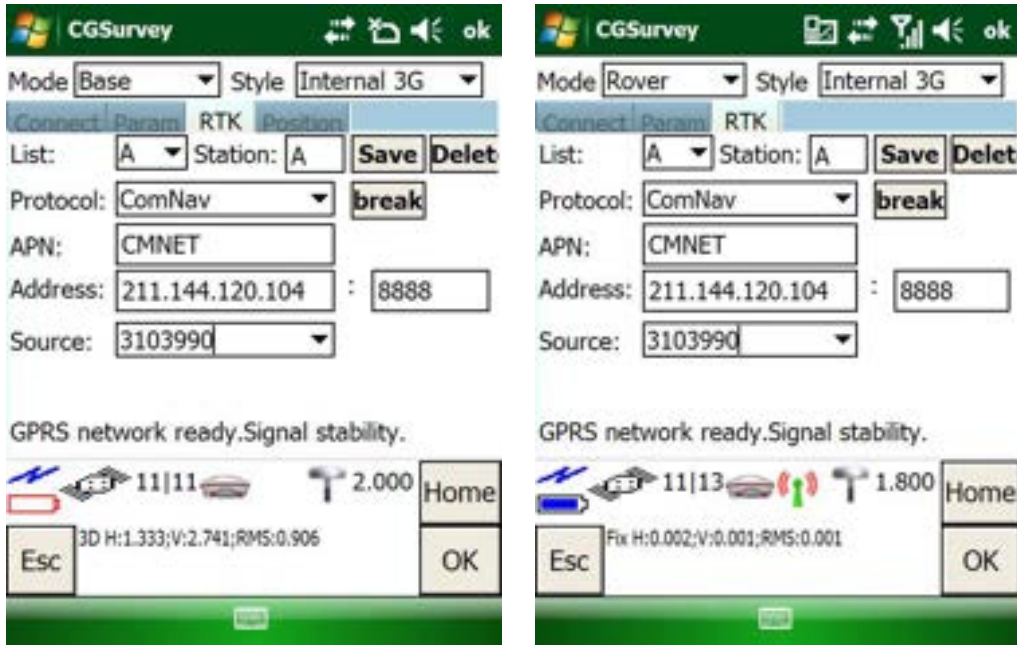 CGSurvey ok
Mode Base Style Internal 3G
Connect Param RTK Position
List: A Station: A Save Delet
Protocol: ComNav break
APN: CMNET
Address: 211.144.120.104 : 8888
Source: 3103990
GPRS network ready.Signal stability.
11|11 2.000 Home
3D H:1.333;V:2.741;RMS:0.906
Esc OK
CGSurvey ok
Mode Rover Style Internal 3G
Connect Param RTK
List: A Station: A Save Delet
Protocol: ComNav break
APN: CMNET
Address: 211.144.120.104 : 8888
Source: 3103990
GPRS network ready.Signal stability.
11|13 1.800 Home
Fix H:0.002;V:0.001;RMS:0.001
Esc OK